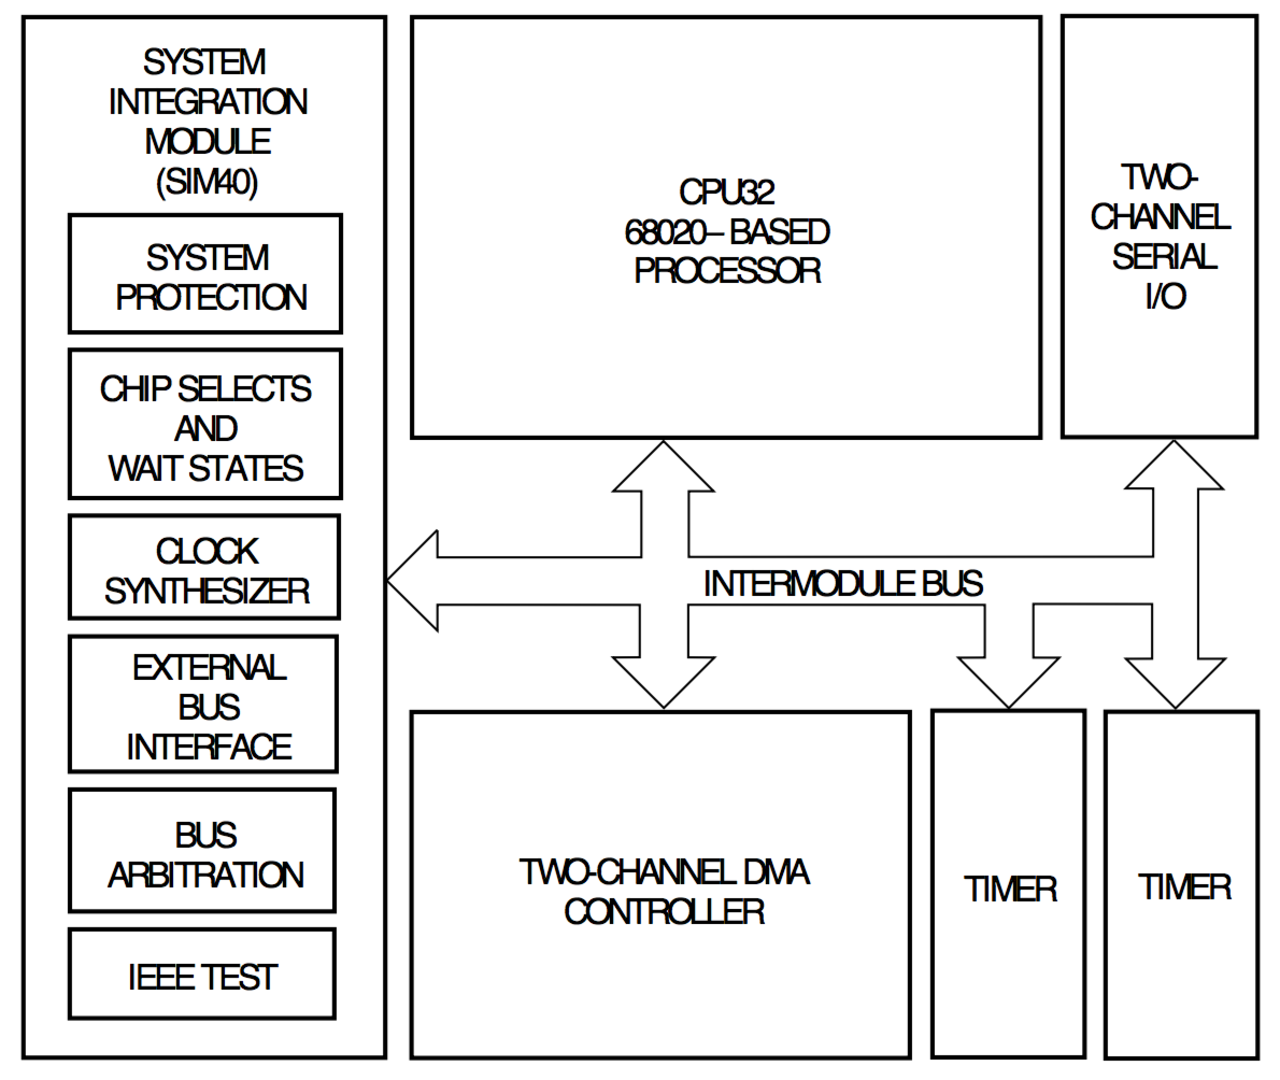 SYSTEM
INTEGRATION
MODULE
(SIM40)
SYSTEM
PROTECTION
CHIP SELECTS
AND
WAIT STATES
CLOCK
SYNTHESIZER
EXTERNAL
BUS
INTERFACE
BUS
ARBITRATION
IEEE TEST
CPU32
68020– BASED
PROCESSOR
TWO-
CHANNEL
SERIAL
I/O
INTERMODULE BUS
TWO-CHANNEL DMA
CONTROLLER
TIMER
TIMER